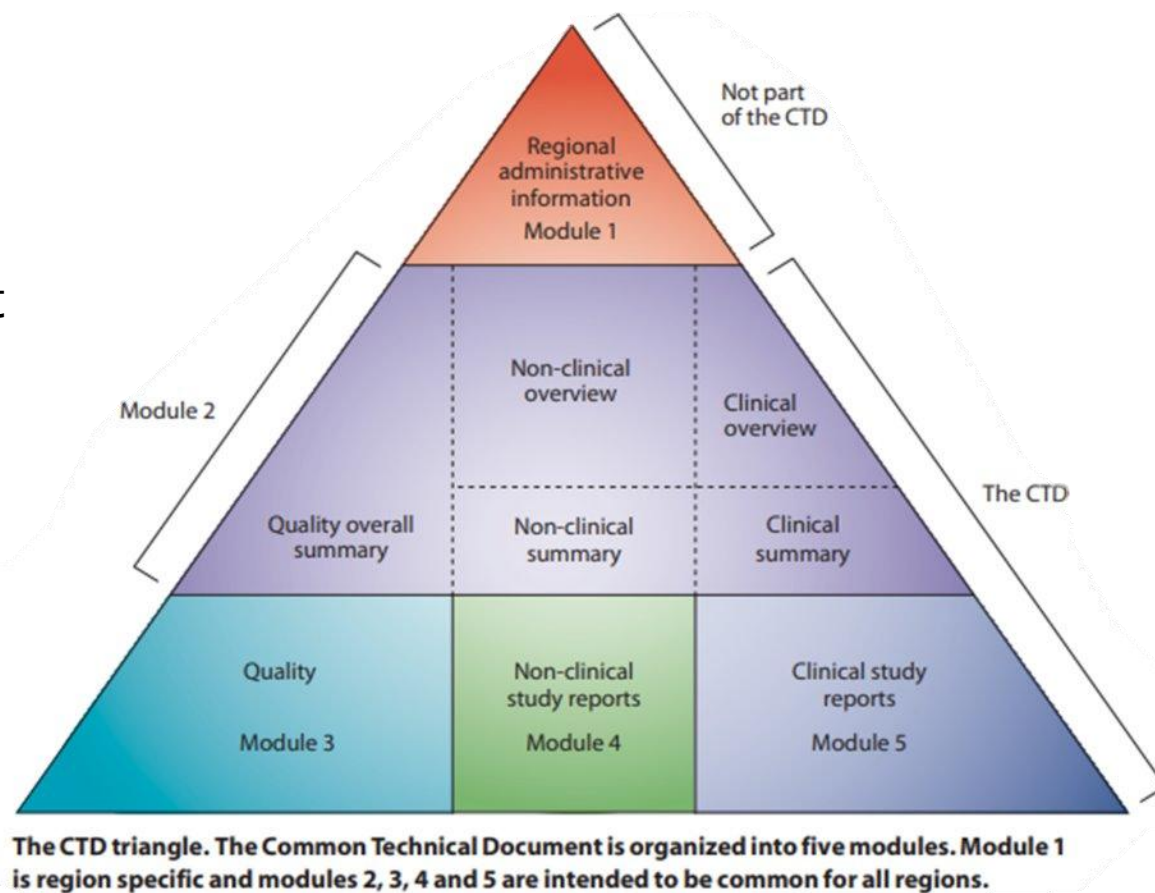 Not part
of the CTD
Regional
administrative
information
Module 1
t
Module 2
Non-clinical
overview
Clinical
overview
The CTD
Quality overall
summary
Non-clinical
summary
Clinical
summary
Quality
Module 3
Non-clinical
study reports
Module 4
Clinical study
reports
Module 5
The CTD triangle. The Common Technical Document is organized into five modules. Module 1
is region specific and modules 2, 3, 4 and 5 are intended to be common for all regions.